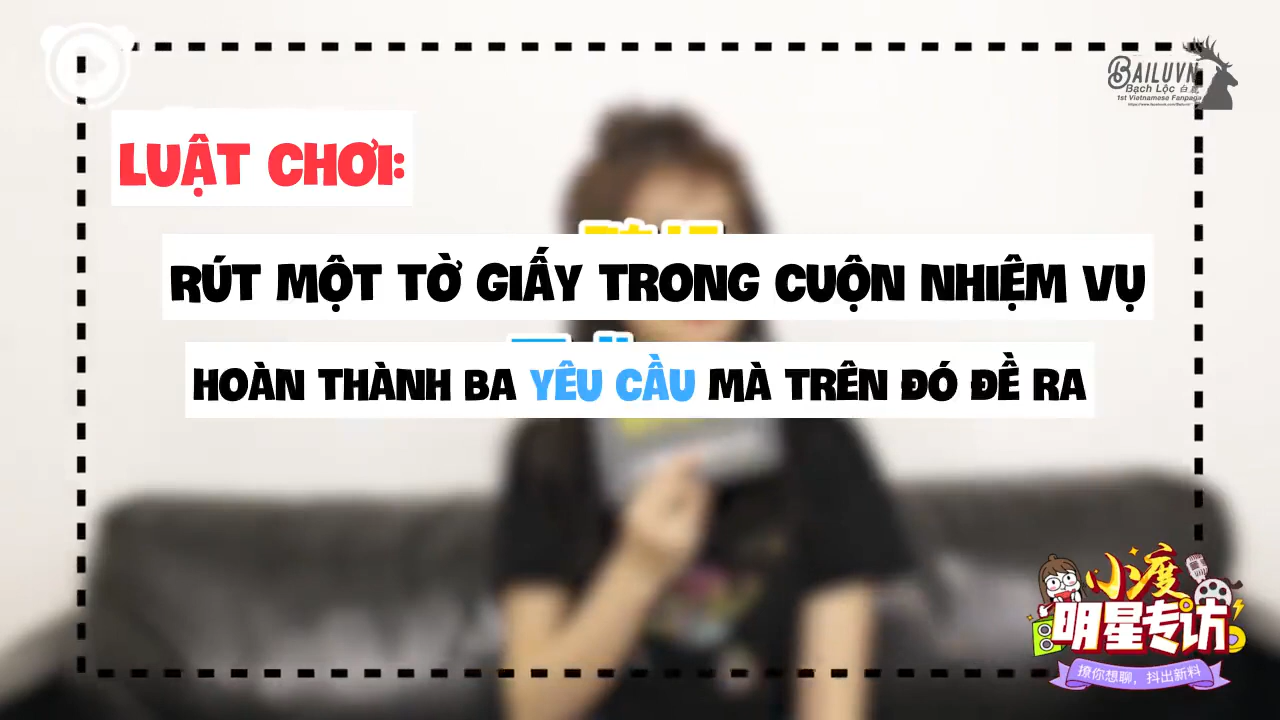 BAILUVN
Bạch Lộc 白鹿
1st Vietnamese Fanpage
LUẬT CHƠI:
RÚT MỘT TỜ GIẤY TRONG CUỘN NHIỆM VỤ
HOÀN THÀNH BA YÊU CẦU MÀ TRÊN ĐÓ ĐỀ RA
小度
明星专访
撩你想聊，抖出新料